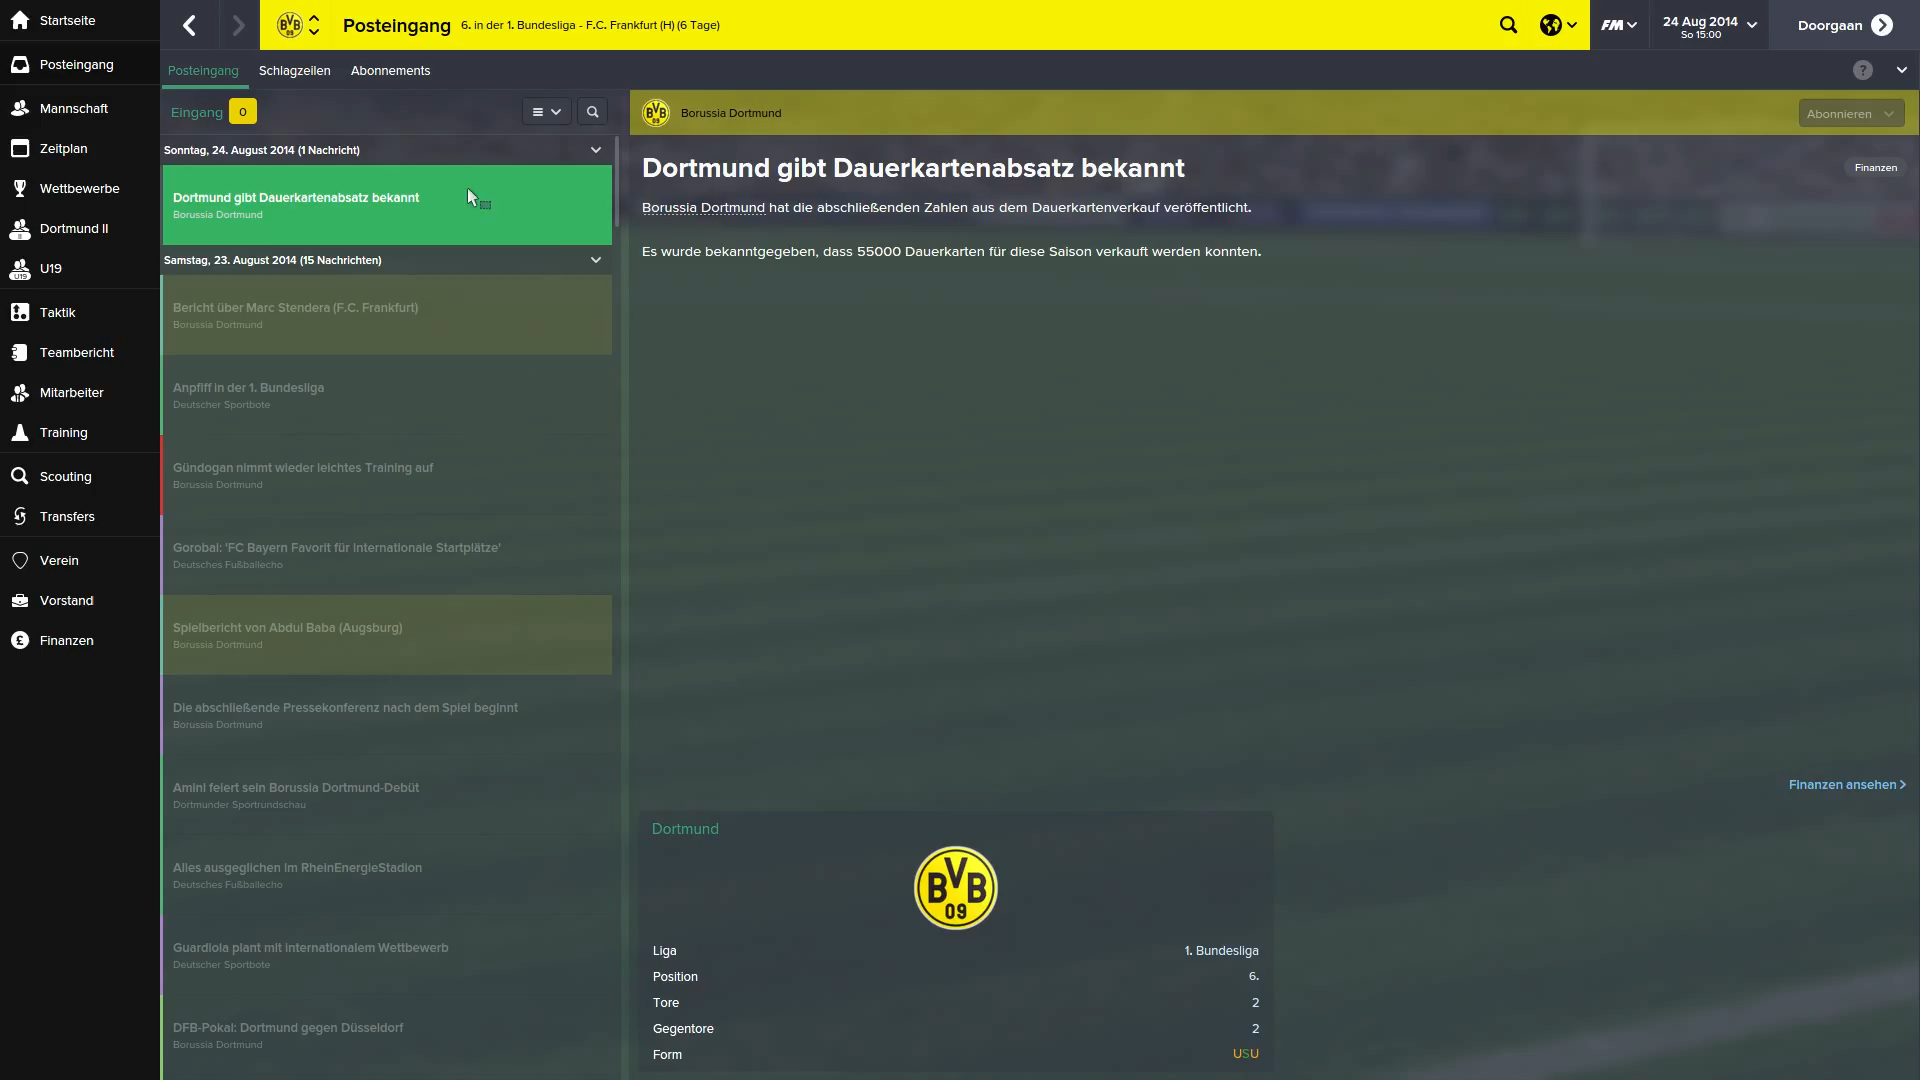 Startseite
Posteingang
Mannschaft
Zeitplan
Wettbewerbe
Dortmund II
U19
Taktik
Teambericht
Mitarbeiter
Training
Scouting
Transfers
Verein
Vorstand
Finanzen
BVB 09
Posteingang
6. in der 1. Bundesliga - F.C. Frankfurt (H) (6 Tage)
FM
24 Aug 2014
So 15:00
Doorgaan
Posteingang Schlagzeilen Abonnements
?
Eingang 0
Sonntag, 24. August 2014 (1 Nachricht)
Dortmund gibt Dauerkartenabsatz bekannt
Borussia Dortmund
Samstag, 23. August 2014 (15 Nachrichten)
Bericht über Marc Stendera (F.C. Frankfurt)
Borussia Dortmund
Anpfiff in der 1. Bundesliga
Deutscher Sportbote
Gündogan nimmt wieder leichtes Training auf
Borussia Dortmund
Gorobal: 'FC Bayern Favorit für internationale Startplätze'
Deutsches Fußballecho
Spielbericht von Abdul Baba (Augsburg)
Borussia Dortmund
Die abschließende Pressekonferenz nach dem Spiel beginnt
Borussia Dortmund
Amini feiert sein Borussia Dortmund-Debüt
Dortmunder Sportrundschau
Alles ausgeglichen im RheinEnergieStadion
Deutsches Fußballecho
Guardiola plant mit internationalem Wettbewerb
Deutscher Sportbote
DFB-Pokal: Dortmund gegen Düsseldorf
Borussia Dortmund
BVB 09
Borussia Dortmund
Abonnieren
Dortmund gibt Dauerkartenabsatz bekannt
Finanzen
Borussia Dortmund hat die abschließenden Zahlen aus dem Dauerkartenverkauf veröffentlicht.
Es wurde bekanntgegeben, dass 55000 Dauerkarten für diese Saison verkauft werden konnten.
Finanzen ansehen
Dortmund
BVB
09
Liga 1. Bundesliga
Position 6.
Tore 2
Gegentore 2
Form USU